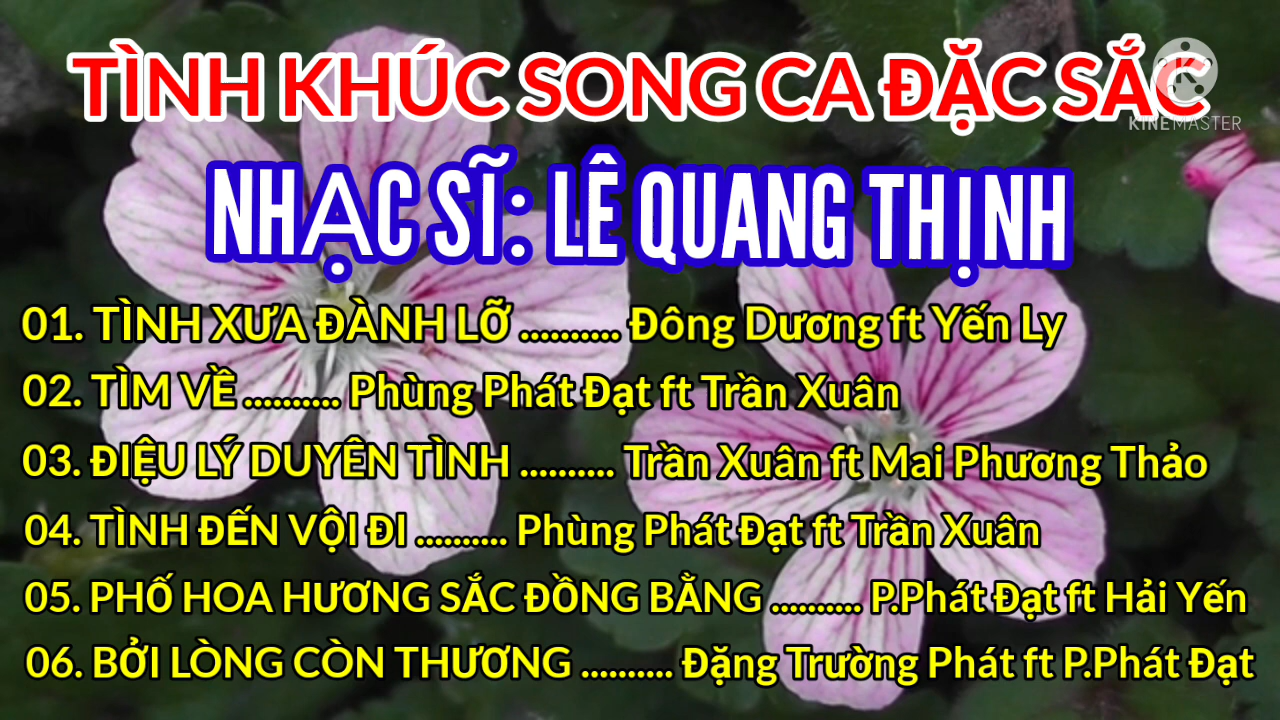 TÌNH KHÚC SONG CA ĐẶC SẮC
KINEMASTER
NHẠC SĨ: LÊ QUANG THỊNH
01. TÌNH XƯA ĐÀNH LỠ ........... Đông Dương ft Yến Ly
02. TÌM VỀ .......... Phùng Phát Đạt ft Trần Xuân
03. ĐIỆU LÝ DUYÊN TÌNH .......... Trần Xuân ft Mai Phương Thảo
04. TÌNH ĐẾN VỘI ĐI .......... Phùng Phát Đạt ft Trần Xuân
05. PHỐ HOA HƯƠNG SẮC ĐỒNG BẰNG .......... P.Phát Đạt ft Hải Yến
06. BỞI LÒNG CÒN THƯƠNG .......... Đặng Trường Phát ft P.Phát Đạt